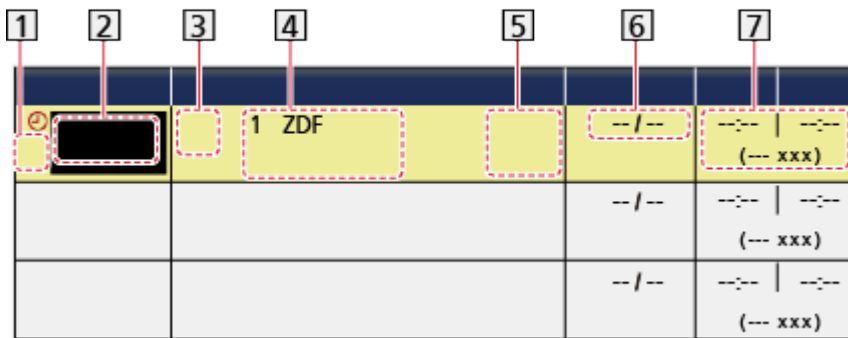 1 2 3 4 5 6 7
1 ZDF --/-- --:-- | --:--
(--- xxx)
--/-- --:-- | --:--
(--- xxx)
--/-- --:-- | --:--
(--- xxx)